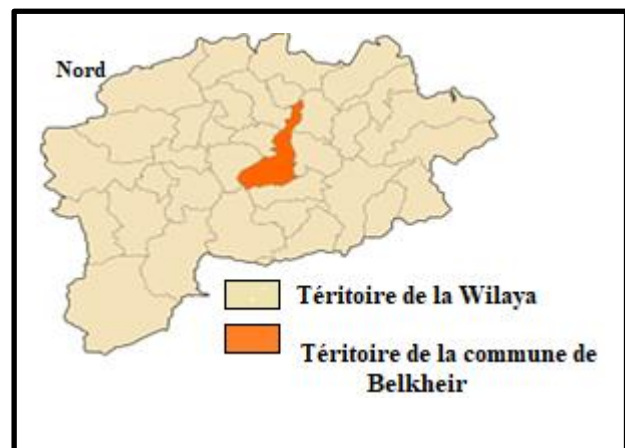 Nord
Téritoire de la Wilaya
Téritoire de la commune de
Belkheir